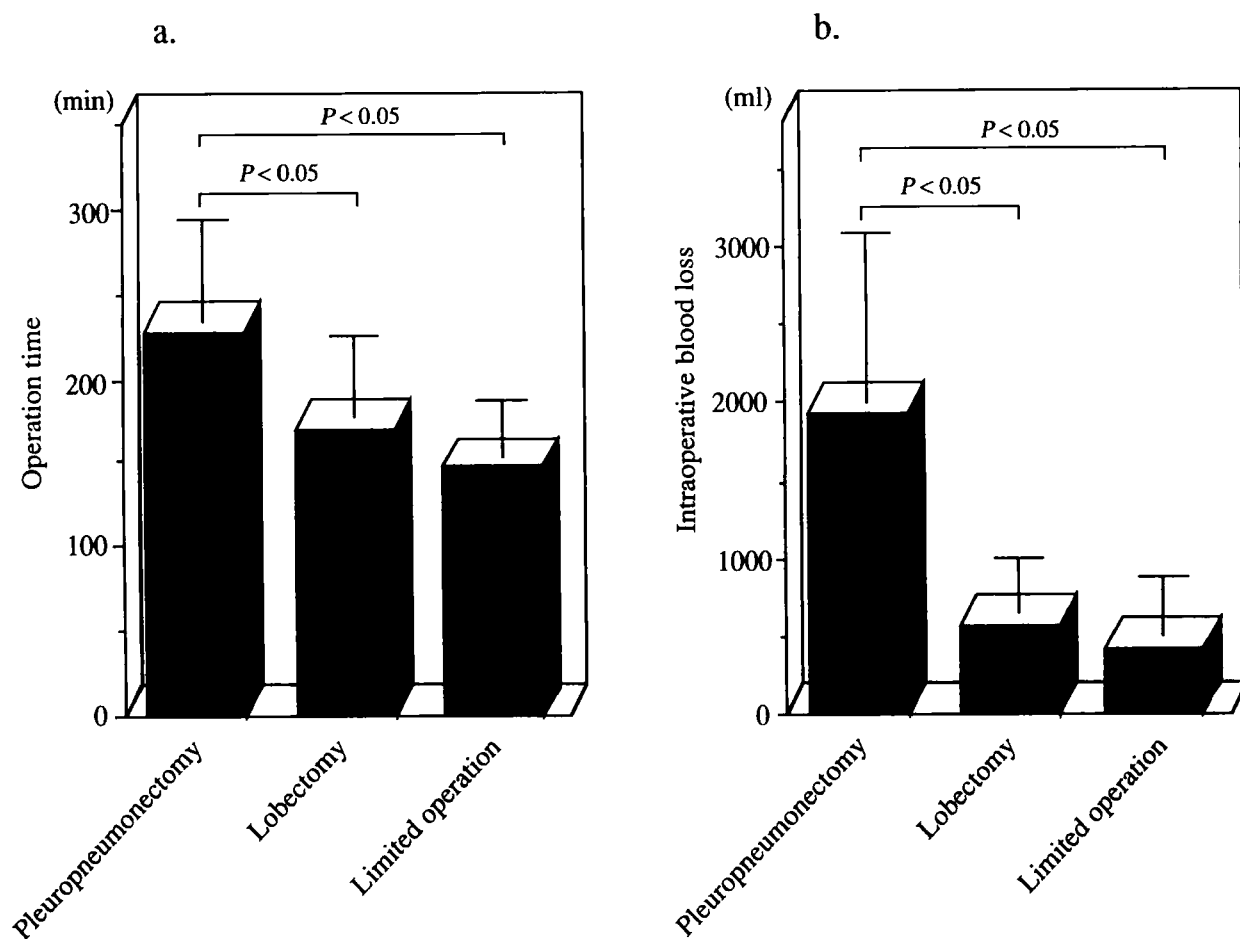 a.
(min)
P < 0.05
P < 0.05
300
200
100
0
Operation time
Pleuropneumonectomy
Lobectomy
Limited operation
b.
(ml)
P < 0.05
P < 0.05
3000
2000
1000
0
Intraoperative blood loss
Pleuropneumonectomy
Lobectomy
Limited operation